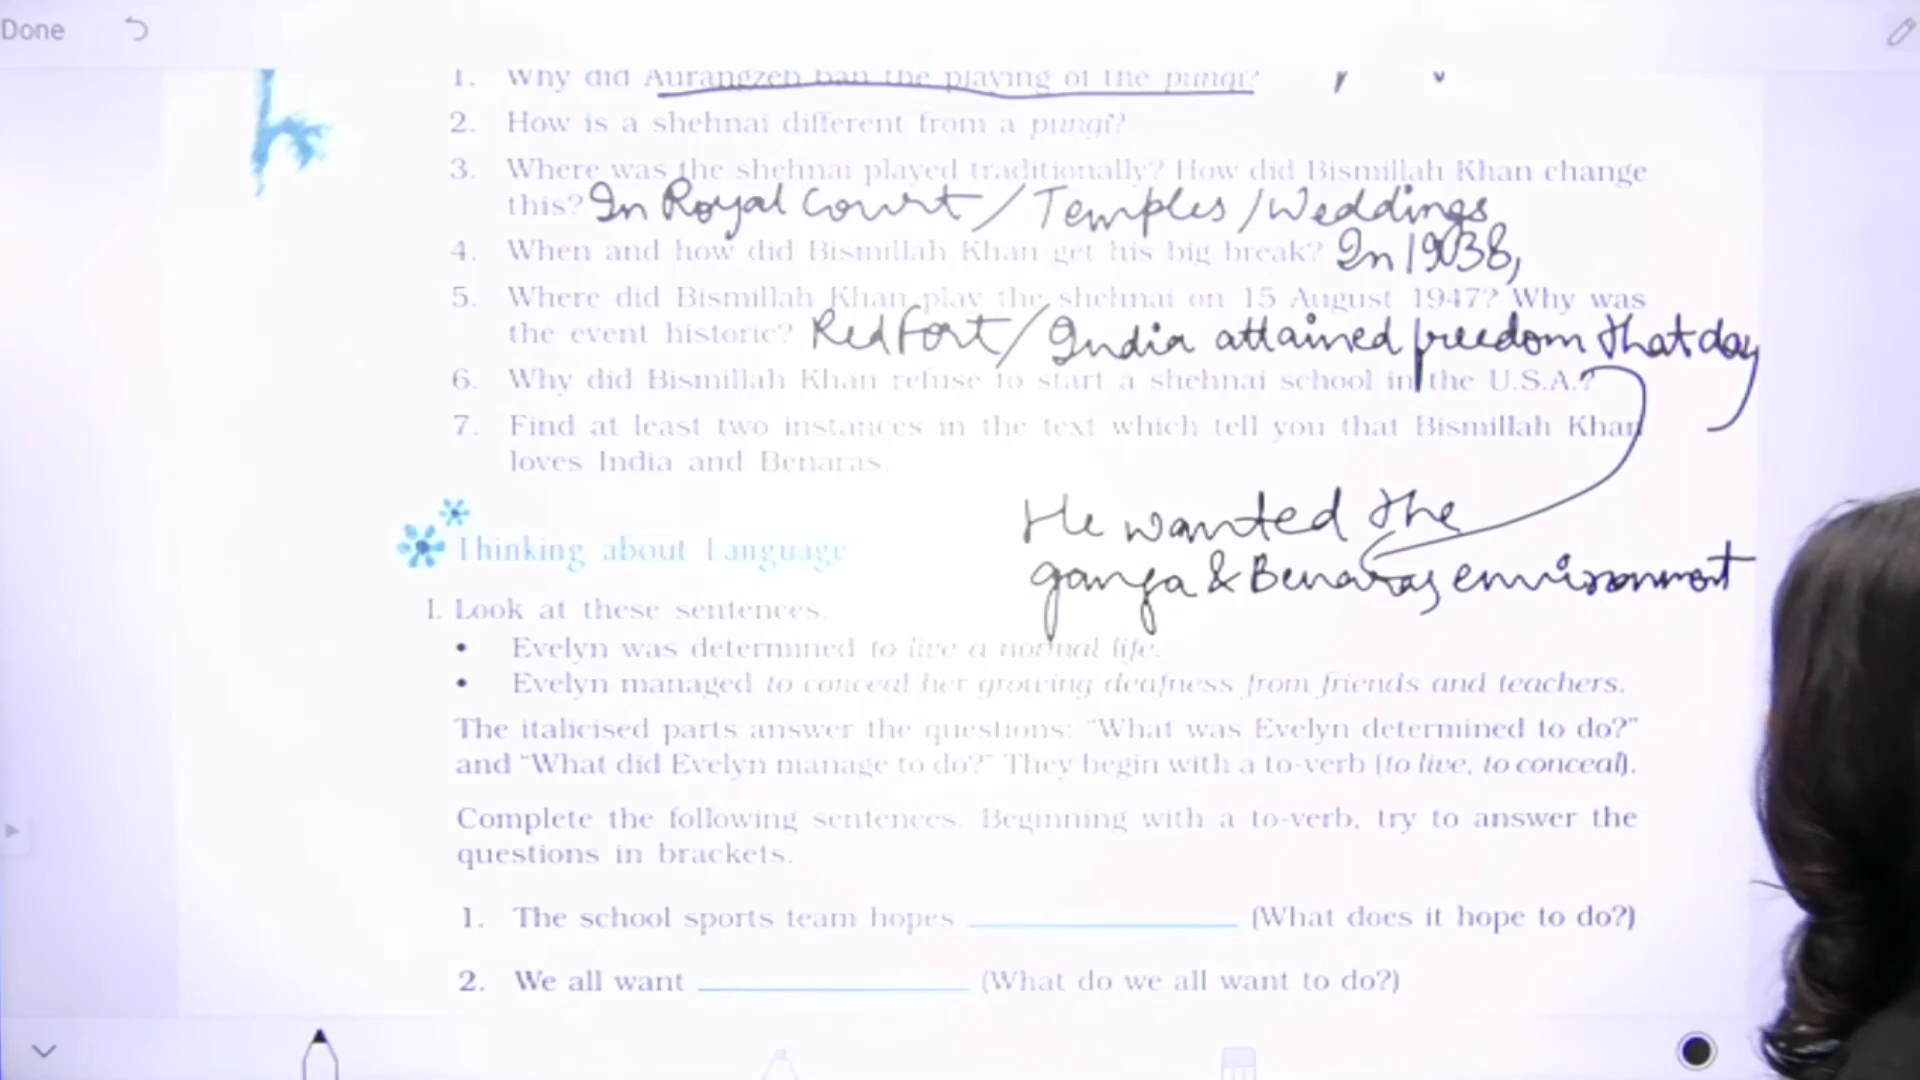 Done
1. Why did Aurangzeb ban the playing of the pungi?
2. How is a shehnai different from a pungi?
3. Where was the shehnai played traditionally? How did Bismillah Khan change
this? In Royal Court / Temples / Weddings
4. When and how did Bismillah Khan get his big break? In 1938,
5. Where did Bismillah Khan play the shehnai on 15 August 1947? Why was
the event historic? Red Fort / India attained freedom that day
6. Why did Bismillah Khan refuse to start a shehnai school in the U.S.A.?
7. Find at least two instances in the text which tell you that Bismillah Khan
loves India and Benaras.
He wanted the
ganga & Benaras environment
Thinking about Language
I. Look at these sentences.
• Evelyn was determined to live a normal life.
• Evelyn managed to conceal her growing deafness from friends and teachers.
The italicised parts answer the questions: “What was Evelyn determined to do?”
and “What did Evelyn manage to do?” They begin with a to-verb (to live, to conceal).
Complete the following sentences. Beginning with a to-verb, try to answer the
questions in brackets.
1. The school sports team hopes ____________ (What does it hope to do?)
2. We all want ____________ (What do we all want to do?)